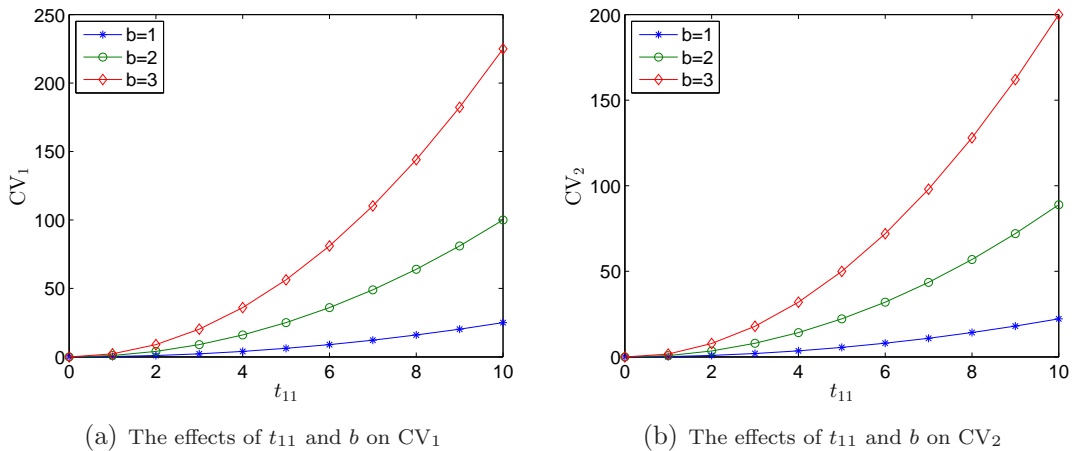 250
200
150
100
50
0
CV1
b=1
b=2
b=3
0 2 4 6 8 10
t11
(a) The effects of t11 and b on CV1
200
150
100
50
0
CV2
b=1
b=2
b=3
0 2 4 6 8 10
t11
(b) The effects of t11 and b on CV2